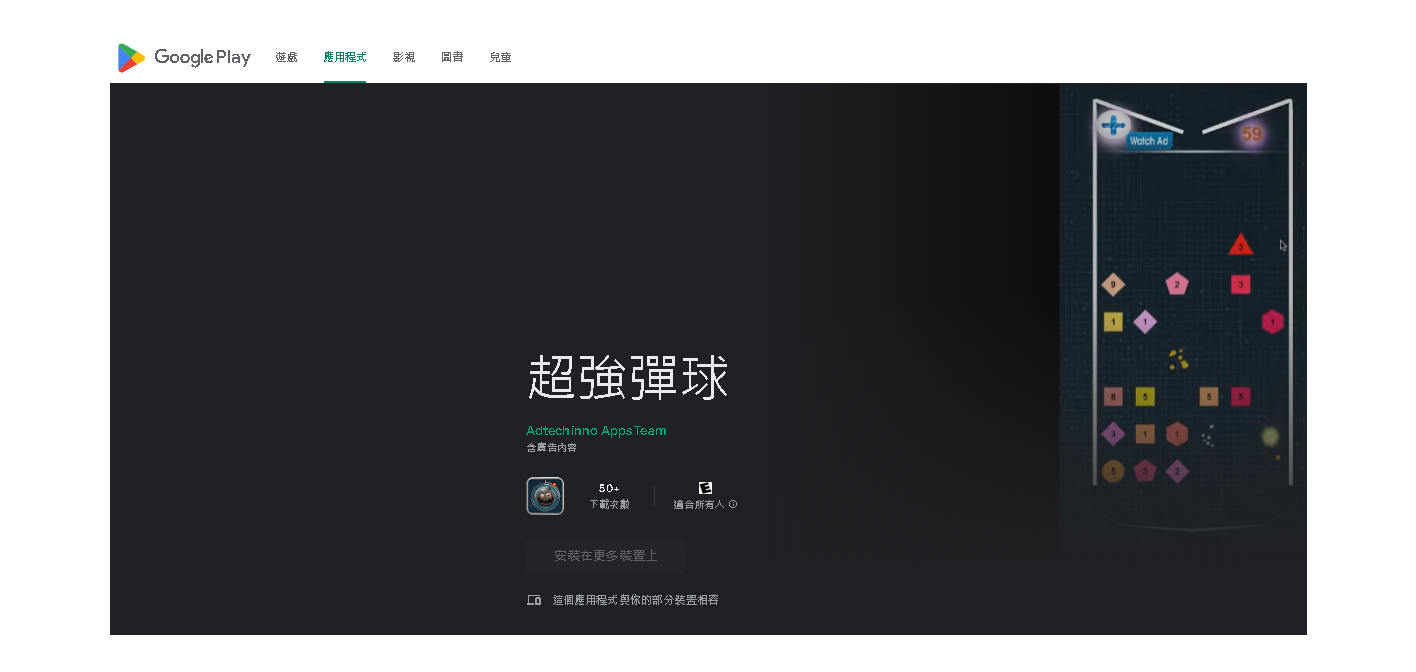 Google Play 遊戲 應用程式 影視 圖書 兒童
Watch Ad 59
3
9 2 3
1 1 1
超強彈球
8 5 5 5
Adtechinno Apps Team
3 1 1
含廣告內容
5 3 2
50+ E
下載次數 適合所有人
安裝在更多裝置上
這個應用程式與你的部分裝置相容